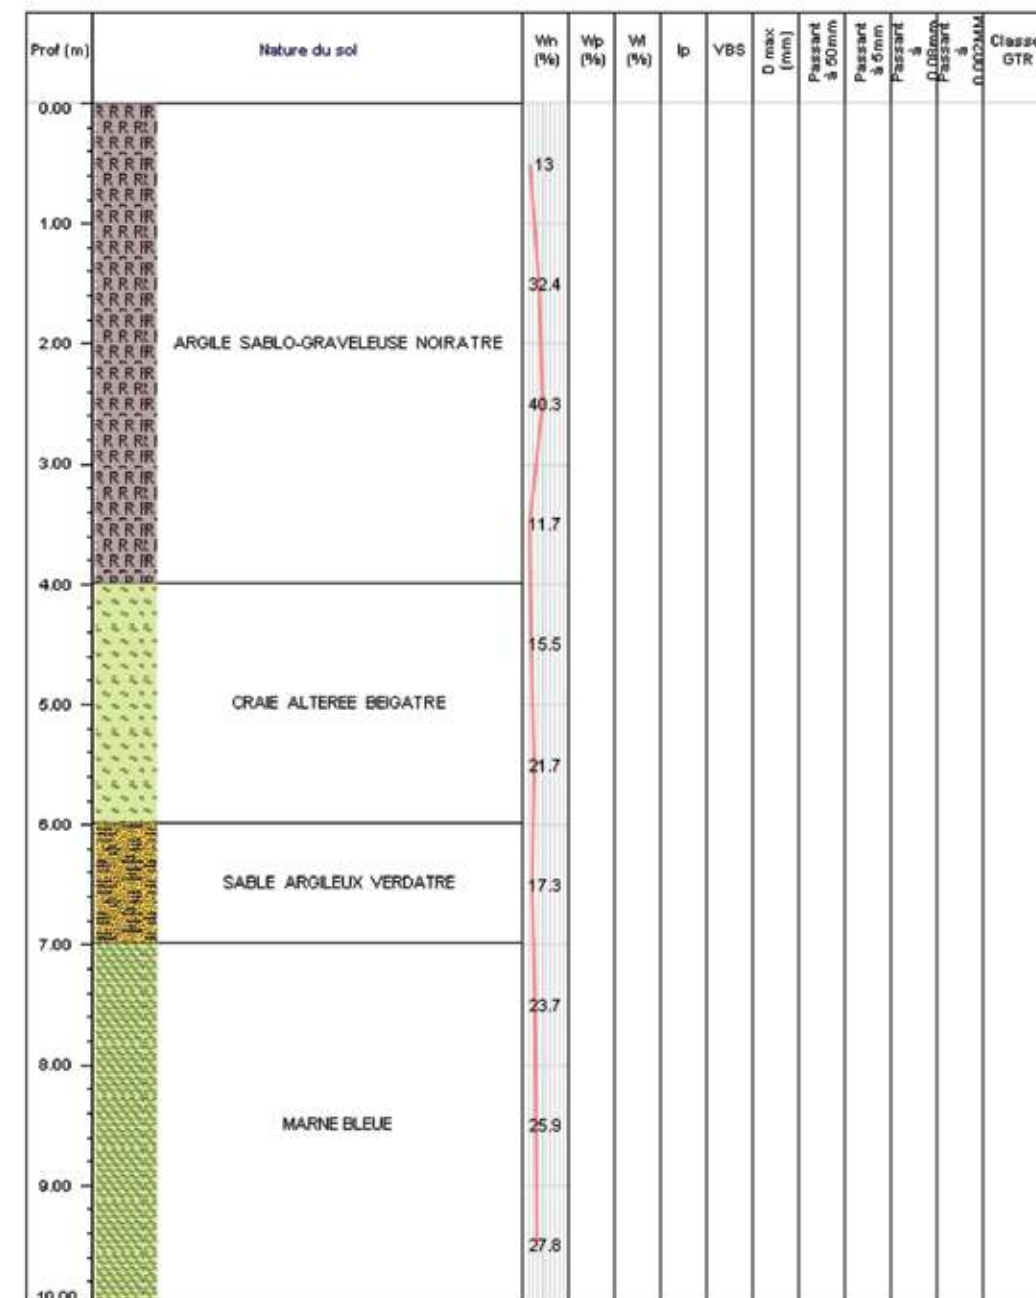 Prof (m)
Nature du sol
Wn
(%)
Wp
(%)
Wl
(%)
Ip
VBS
D max
(mm)
Passant
à 50mm
Passant
à 5mm
Passant
à
0.08mm
Passant
à
0.002MM
Classe
GTR
0.00
13
1.00
32.4
2.00
ARGILE SABLO-GRAVELEUSE NOIRATRE
40.3
3.00
11.7
4.00
15.5
5.00
CRAIE ALTEREE BEIGATRE
21.7
6.00
SABLE ARGILEUX VERDATRE
17.3
7.00
23.7
8.00
MARNE BLEUE
25.9
9.00
27.8
10.00